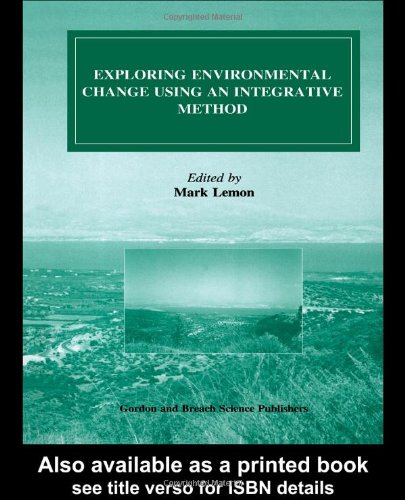 Copyrighted Material
EXPLORING ENVIRONMENTAL
CHANGE USING AN INTEGRATIVE
METHOD
Edited by
Mark Lemon
Gordon and Breach Science Publishers
Copyrighted Material
Also available as a printed book
see title verso for ISBN details